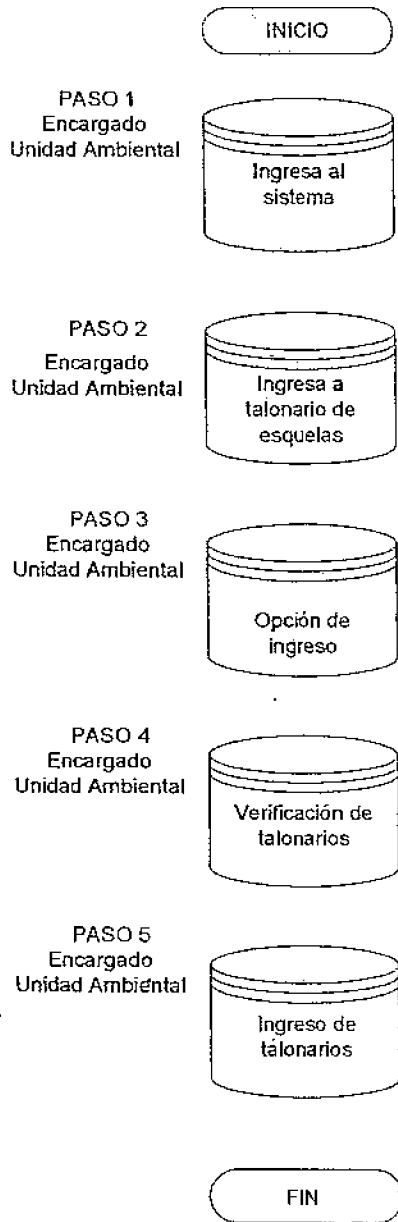 INICIO
PASO 1
Encargado
Unidad Ambiental
Ingresa al
sistema
PASO 2
Encargado
Unidad Ambiental
Ingresa a
talonario de
esquelas
PASO 3
Encargado
Unidad Ambiental
Opción de
ingreso
PASO 4
Encargado
Unidad Ambiental
Verificación de
talonarios
PASO 5
Encargado
Unidad Ambiental
Ingreso de
talonarios
FIN